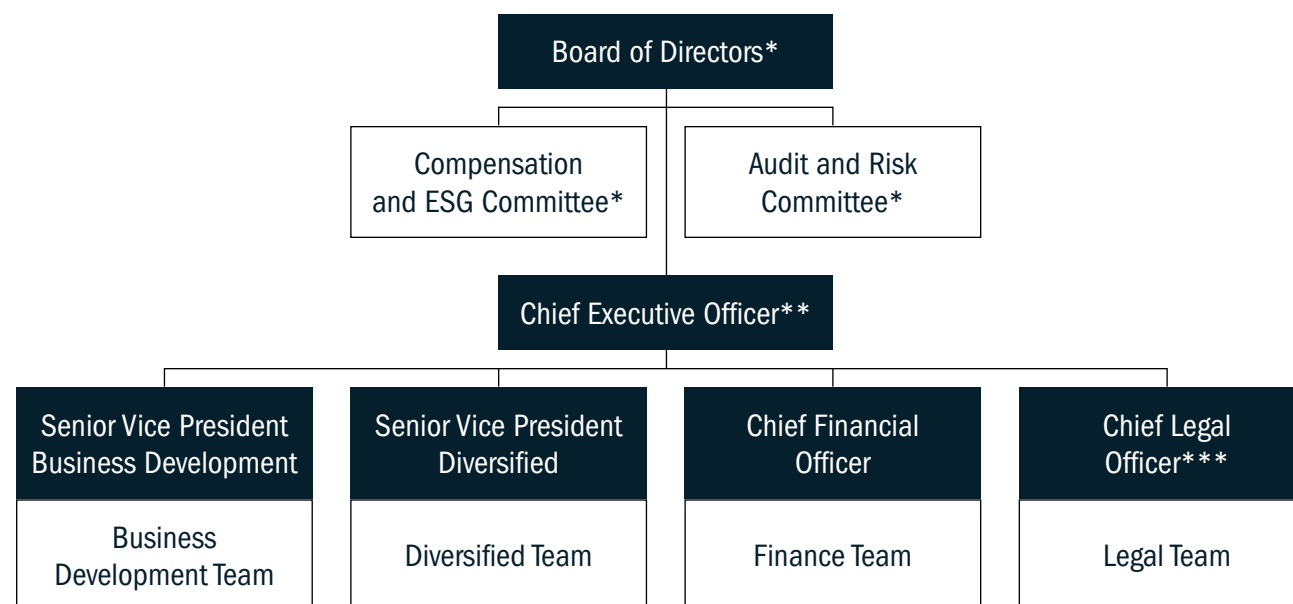 Board of Directors*
Compensation
and ESG Committee*
Audit and Risk
Committee*
Chief Executive Officer**
Senior Vice President
Business Development
Senior Vice President
Diversified
Chief Financial
Officer
Chief Legal
Officer***
Business
Development Team
Diversified Team
Finance Team
Legal Team